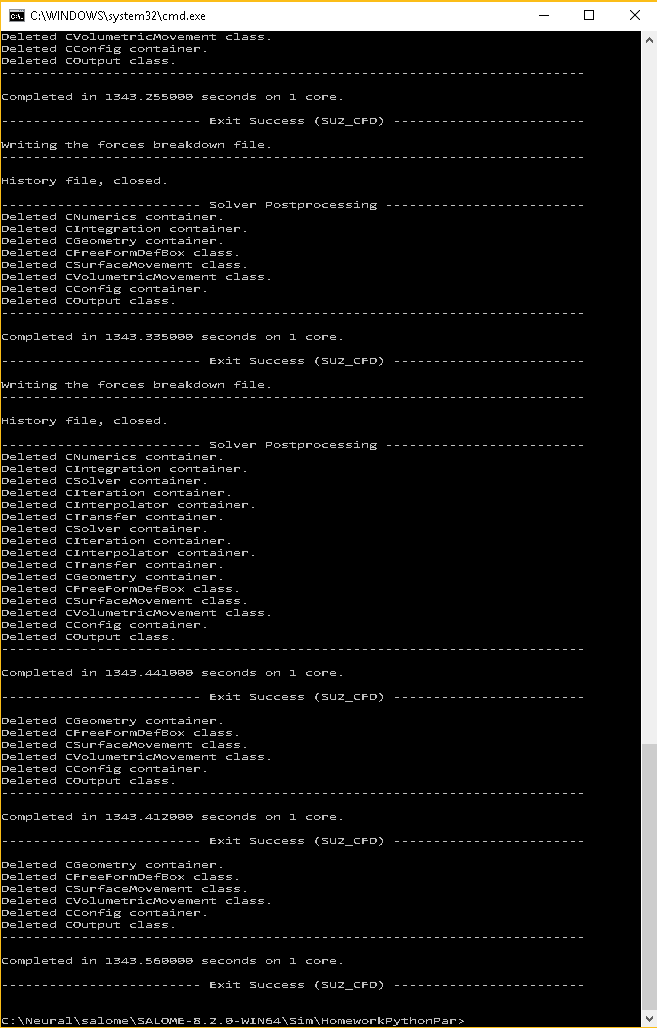 C:\WINDOWS\system32\cmd.exe
Deleted CVolumetricMovement class.
Deleted CConfig container.
Deleted COutput class.
-------------------------------------------------------------------------
Completed in 1343.255000 seconds on 1 core.
------------------------- Exit Success (SU2_CFD) ------------------------
Writing the forces breakdown file.
-------------------------------------------------------------------------
History file, closed.
------------------------- Solver Postprocessing -------------------------
Deleted CNumerics container.
Deleted CIntegration container.
Deleted CGeometry container.
Deleted CFreeFormDefBox class.
Deleted CSurfaceMovement class.
Deleted CVolumetricMovement class.
Deleted CConfig container.
Deleted COutput class.
-------------------------------------------------------------------------
Completed in 1343.335000 seconds on 1 core.
------------------------- Exit Success (SU2_CFD) ------------------------
Writing the forces breakdown file.
-------------------------------------------------------------------------
History file, closed.
------------------------- Solver Postprocessing -------------------------
Deleted CNumerics container.
Deleted CIntegration container.
Deleted CSolver container.
Deleted CIteration container.
Deleted CInterpolator container.
Deleted CTransfer container.
Deleted CSolver container.
Deleted CIteration container.
Deleted CInterpolator container.
Deleted CTransfer container.
Deleted CGeometry container.
Deleted CFreeFormDefBox class.
Deleted CSurfaceMovement class.
Deleted CVolumetricMovement class.
Deleted CConfig container.
Deleted COutput class.
-------------------------------------------------------------------------
Completed in 1343.441000 seconds on 1 core.
------------------------- Exit Success (SU2_CFD) ------------------------
Deleted CGeometry container.
Deleted CFreeFormDefBox class.
Deleted CSurfaceMovement class.
Deleted CVolumetricMovement class.
Deleted CConfig container.
Deleted COutput class.
-------------------------------------------------------------------------
Completed in 1343.412000 seconds on 1 core.
------------------------- Exit Success (SU2_CFD) ------------------------
Deleted CGeometry container.
Deleted CFreeFormDefBox class.
Deleted CSurfaceMovement class.
Deleted CVolumetricMovement class.
Deleted CConfig container.
Deleted COutput class.
-------------------------------------------------------------------------
Completed in 1343.560000 seconds on 1 core.
------------------------- Exit Success (SU2_CFD) ------------------------
C:\Neural\salome\SALOME-8.2.0-WIN64\Sim\HomeworkPythonPar>